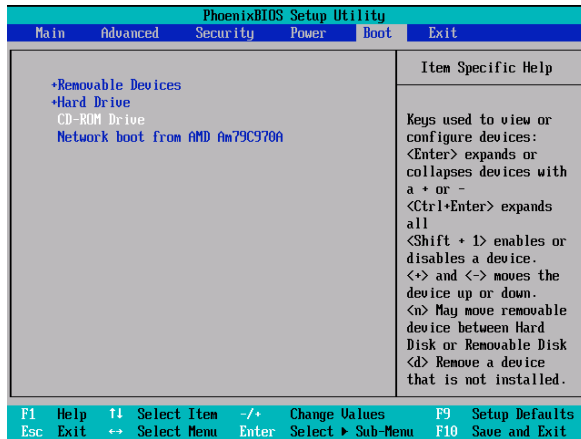 PhoenixBIOS Setup Utility
Main Advanced Security Power Boot Exit
Item Specific Help
+Removable Devices
+Hard Drive
CD-ROM Drive
Network boot from AMD Am79C970A
Keys used to view or
configure devices:
<Enter> expands or
collapses devices with
a + or -
<Ctrl+Enter> expands
all
<Shift + 1> enables or
disables a device.
<+> and <-> moves the
device up or down.
<n> May move removable
device between Hard
Disk or Removable Disk
<d> Remove a device
that is not installed.
F1 Help ↑↓ Select Item -/+ Change Values F9 Setup Defaults
Esc Exit ↔ Select Menu Enter Select ▶ Sub-Menu F10 Save and Exit